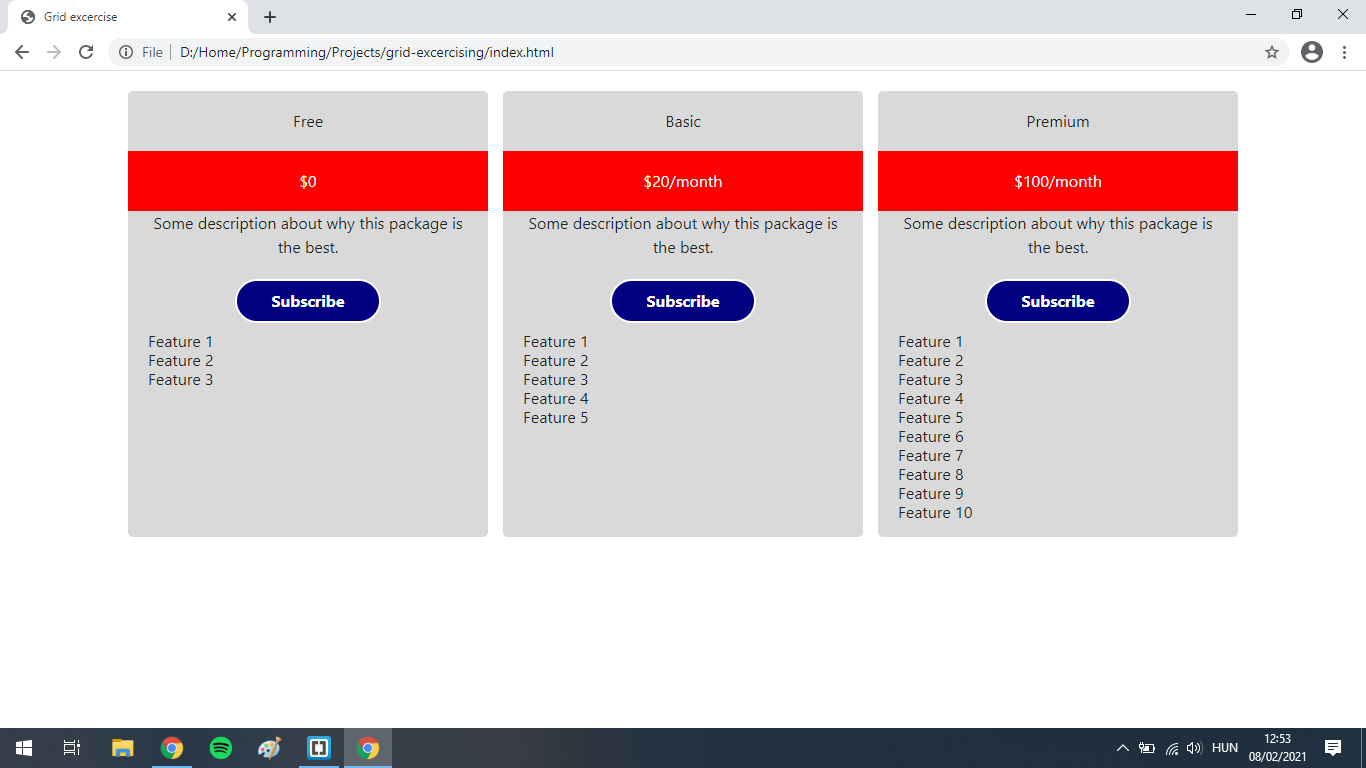 Grid excercise
File
D:/Home/Programming/Projects/grid-excercising/index.html
Free
$0
Some description about why this package is
the best.
Subscribe
Feature 1
Feature 2
Feature 3
Basic
$20/month
Some description about why this package is
the best.
Subscribe
Feature 1
Feature 2
Feature 3
Feature 4
Feature 5
Premium
$100/month
Some description about why this package is
the best.
Subscribe
Feature 1
Feature 2
Feature 3
Feature 4
Feature 5
Feature 6
Feature 7
Feature 8
Feature 9
Feature 10
HUN
12:53
08/02/2021